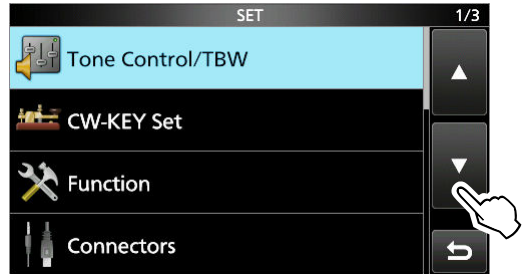 SET
1/3
Tone Control/TBW
CW-KEY Set
Function
Connectors